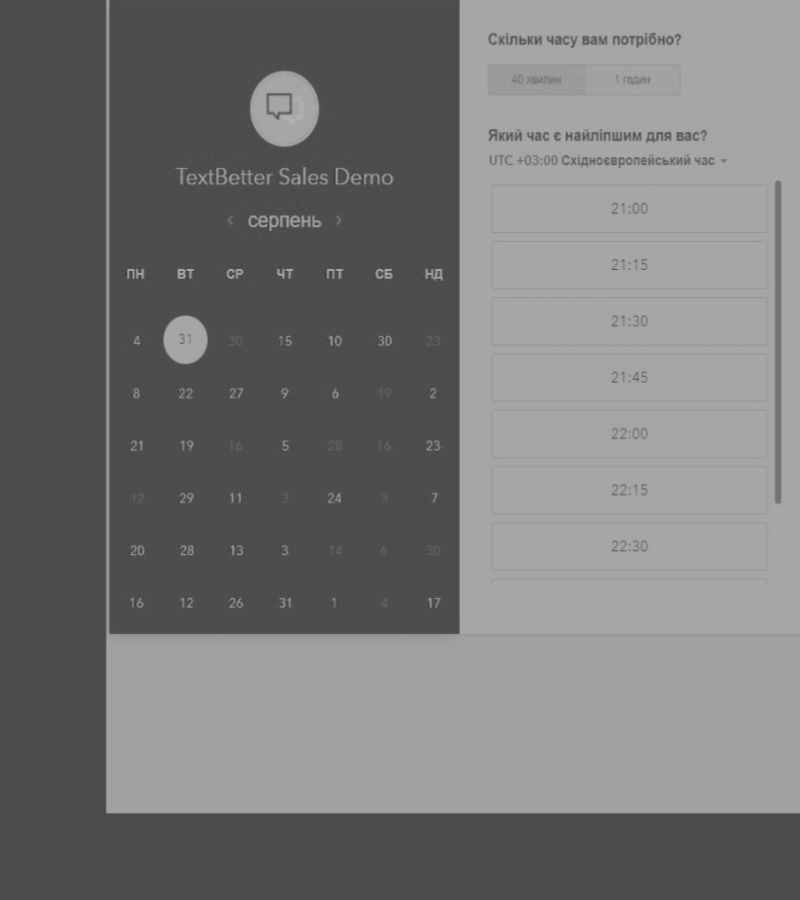 TextBetter Sales Demo
серпень
ПН ВТ СР ЧТ ПТ СБ НД
4 31 30 15 10 30 23
8 22 27 9 6 19 2
21 19 16 5 28 16 23
12 29 11 3 24 3 7
20 28 13 3 14 6 30
16 12 26 31 1 4 17
Скільки часу вам потрібно?
40 хвилин 1 годин
Який час є найліпшим для вас?
UTC +03:00 Східноєвропейський час
21:00
21:15
21:30
21:45
22:00
22:15
22:30